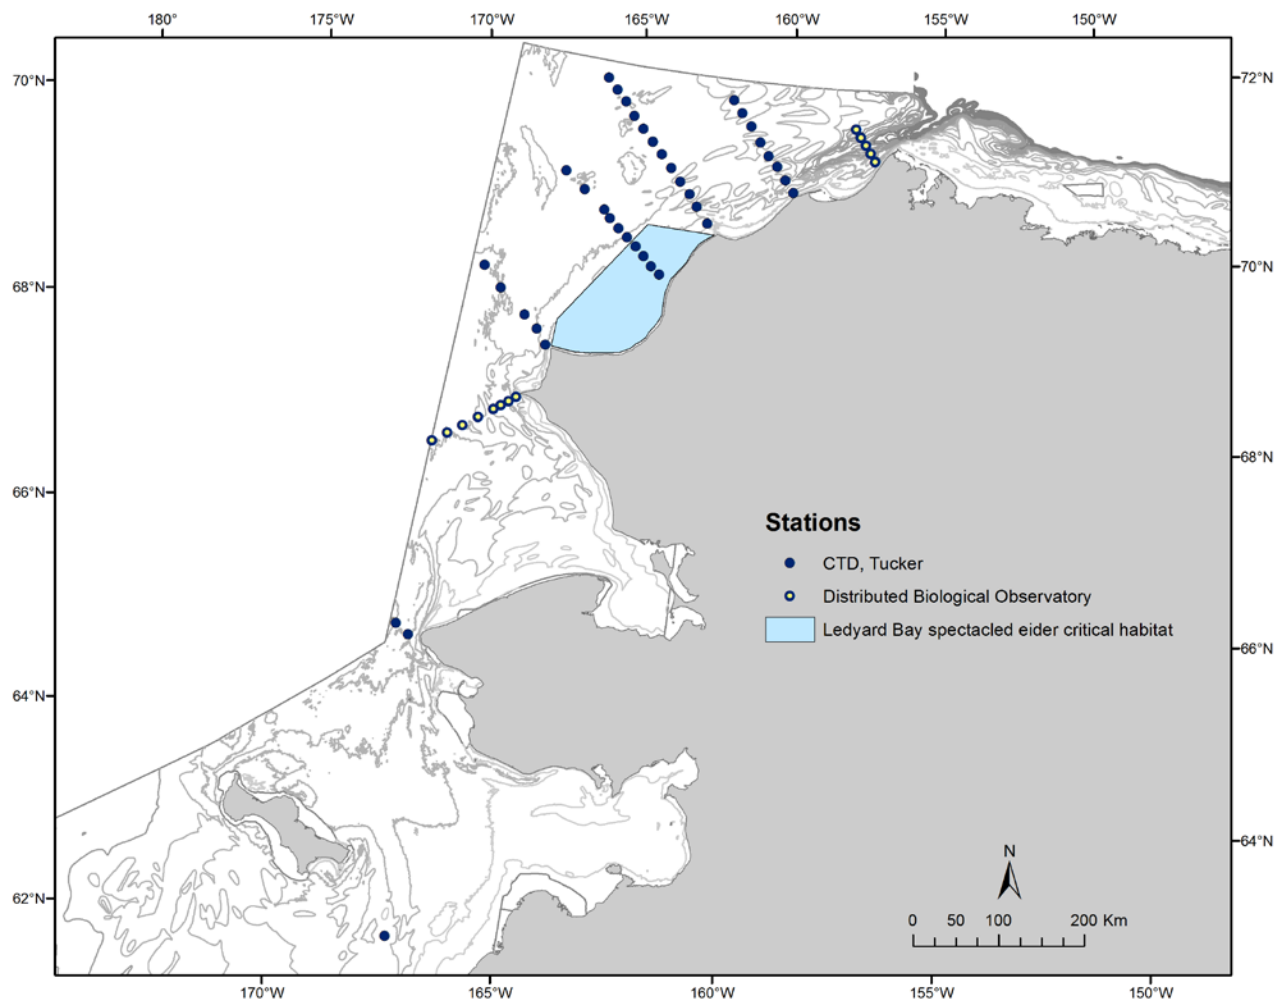 180°
175°W
170°W
165°W
160°W
155°W
150°W
70°N
72°N
68°N
70°N
66°N
68°N
Stations
CTD, Tucker
Distributed Biological Observatory
Ledyard Bay spectacled eider critical habitat
64°N
66°N
62°N
64°N
N
0 50 100 200 Km
170°W
165°W
160°W
155°W
150°W